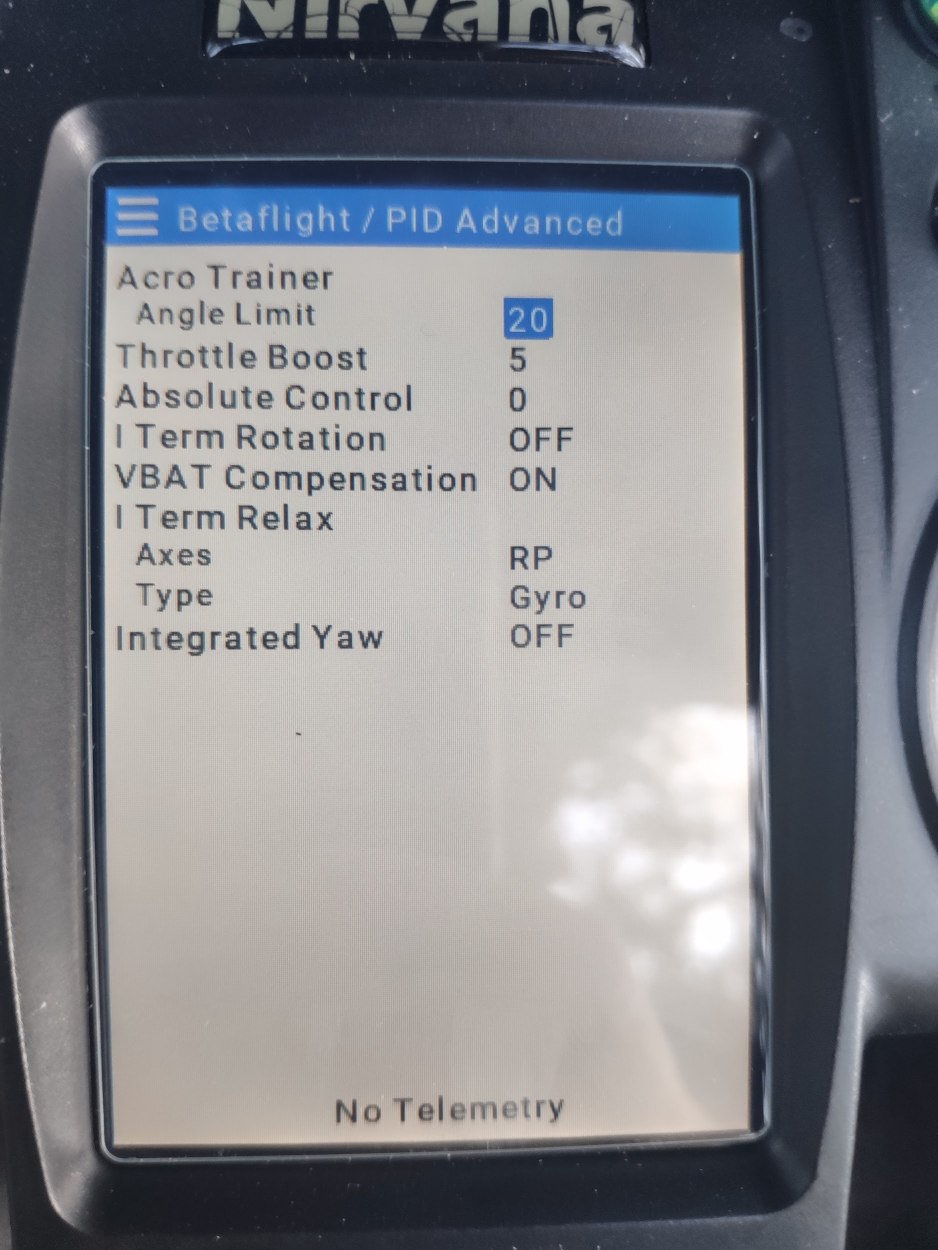 Nirvana
Betaflight / PID Advanced
Acro Trainer
Angle Limit 20
Throttle Boost 5
Absolute Control 0
I Term Rotation OFF
VBAT Compensation ON
I Term Relax
Axes RP
Type Gyro
Integrated Yaw OFF
No Telemetry